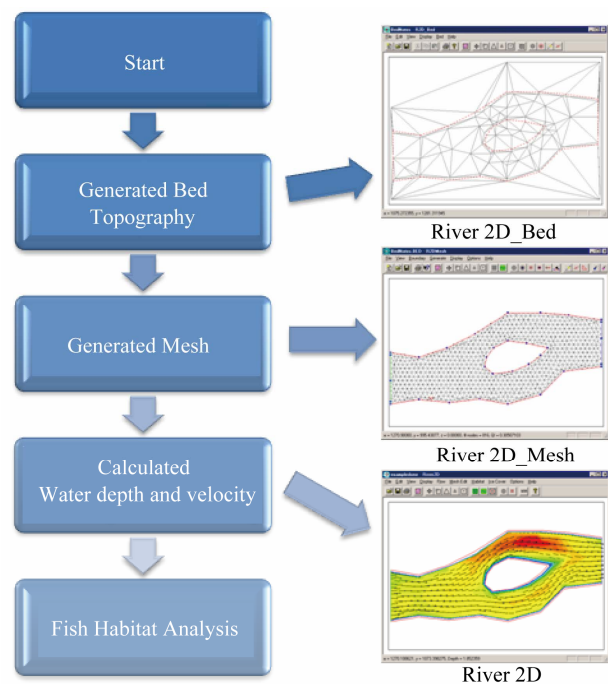 Start
Generated Bed
Topography
Generated Mesh
Calculated
Water depth and velocity
Fish Habitat Analysis
River 2D_Bed
River 2D_Mesh
River 2D